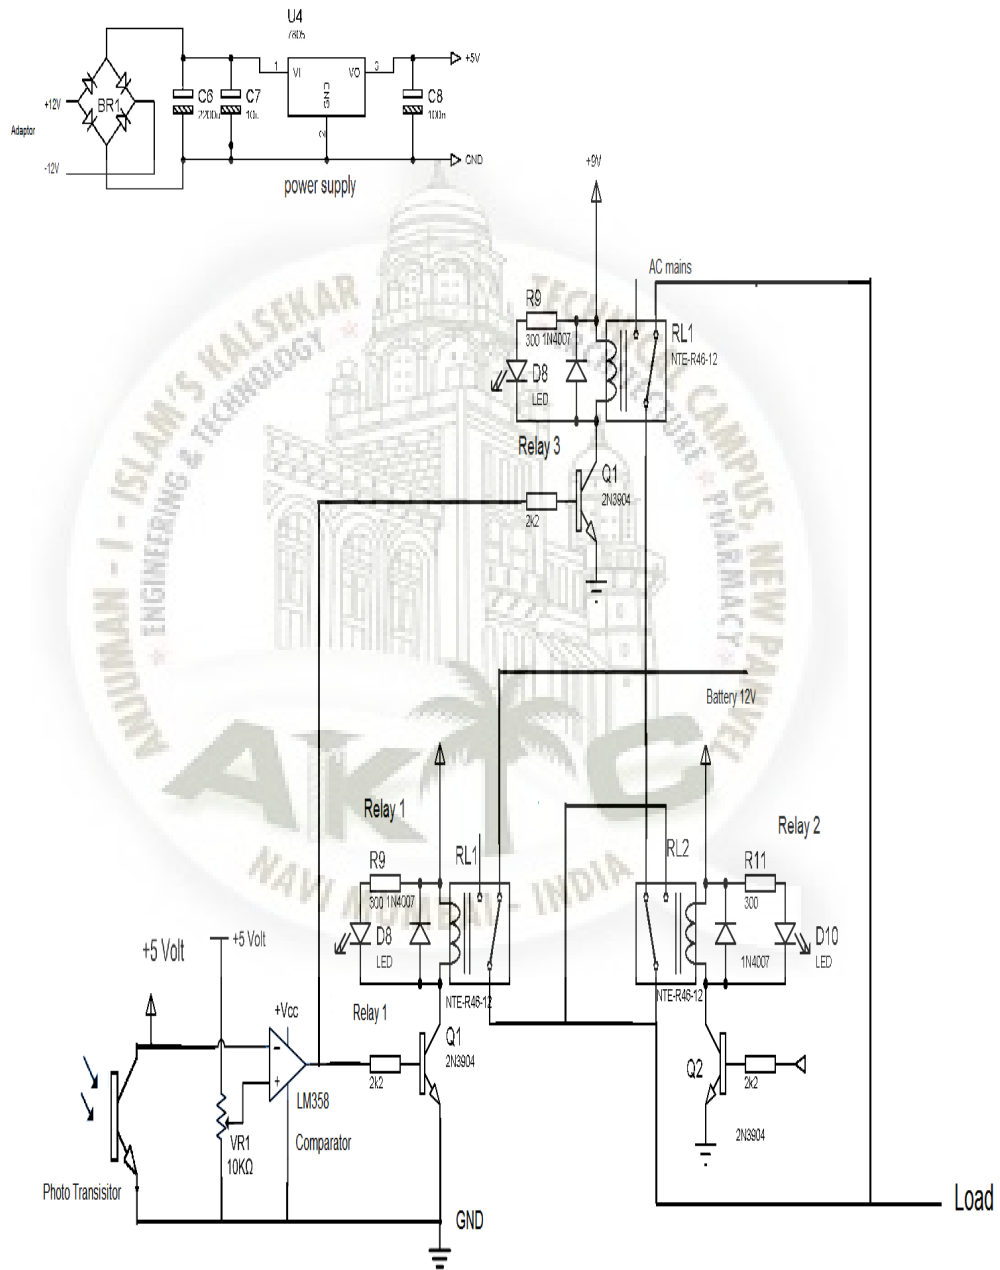 U4
7805
1
VI
VO
3
+5V
C6
2200u
C7
10u
GND
2
C8
100n
+12V
BR1
Adaptor
-12V
GND
power supply
+9V
AC mains
R9
300 1N4007
RL1
NTE-R46-12
D8
LED
Relay 3
Q1
2N3904
2k2
Battery 12V
Relay 1
Relay 2
R9
RL1
RL2
R11
300 1N4007
300
D8
LED
D10
LED
1N4007
NTE-R46-12
NTE-R46-12
+5 Volt
+5 Volt
+Vcc
Relay 1
Q1
2N3904
Q2
2k2
2k2
2N3904
-
+
LM358
VR1
10KΩ
Comparator
Photo Transisitor
GND
Load
ANJUMAN - I - ISLAM'S KALSEKAR TECHNICAL CAMPUS, NEW PANVEL
ENGINEERING & TECHNOLOGY
PHARMACY
AKTC
NAVI MUMBAI - INDIA